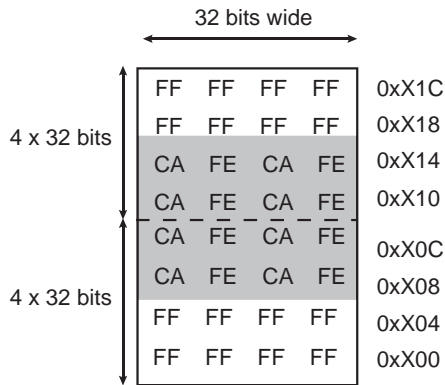 32 bits wide
FF FF FF FF 0xX1C
FF FF FF FF 0xX18
4 x 32 bits
CA FE CA FE 0xX14
CA FE CA FE 0xX10
CA FE CA FE 0xX0C
CA FE CA FE 0xX08
4 x 32 bits
FF FF FF FF 0xX04
FF FF FF FF 0xX00